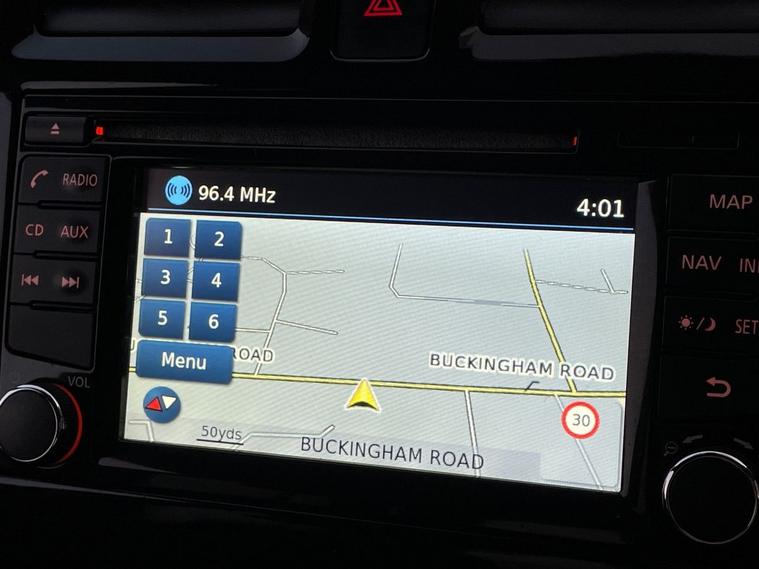 RADIO
CD AUX
VOL
96.4 MHz
4:01
1 2
3 4
5 6
Menu
ROAD
BUCKINGHAM ROAD
30
50yds
BUCKINGHAM ROAD
MAP
NAV
SET